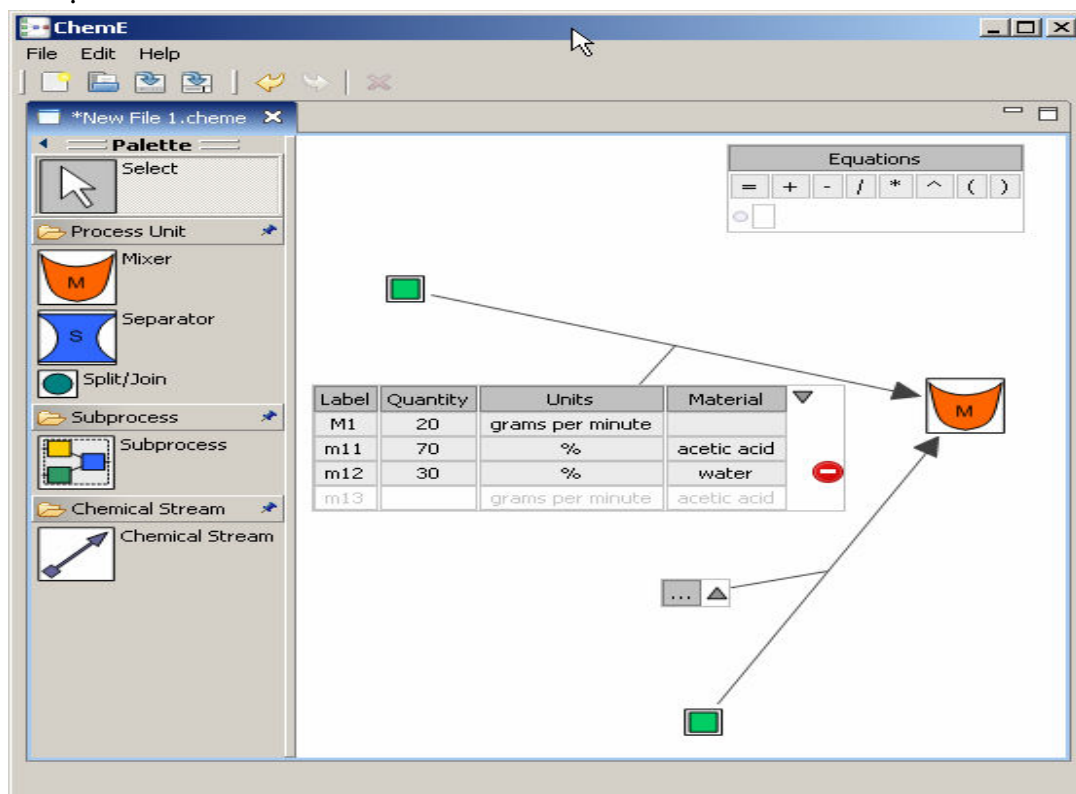 ChemE
File Edit Help
*New File 1.cheme
Palette
Select
Process Unit
Mixer
M
Separator
S
Split/Join
Subprocess
Subprocess
Chemical Stream
Chemical Stream
Equations
= + - / * ^ ( )
Label Quantity Units Material
M1 20 grams per minute
m11 70 % acetic acid
m12 30 % water
m13 grams per minute acetic acid
M
...